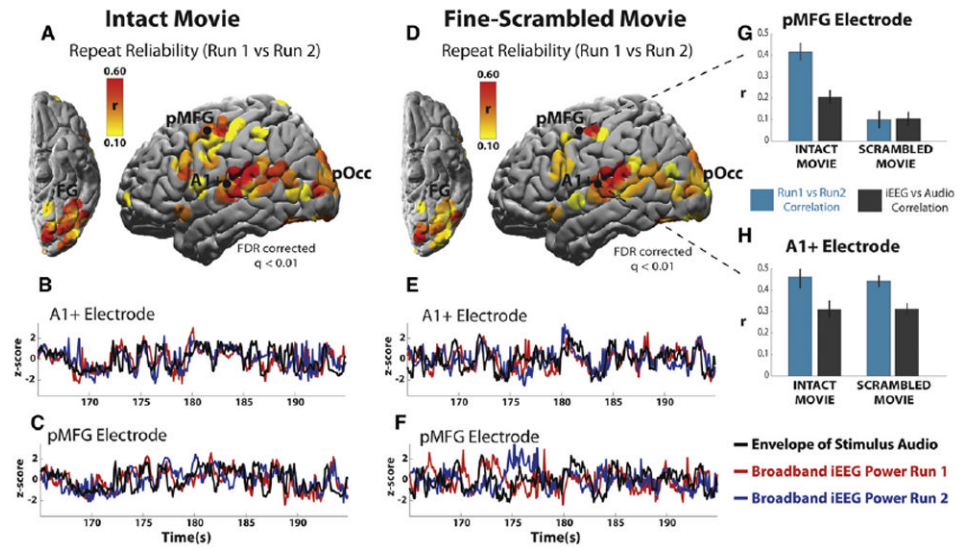 Intact Movie
A
Repeat Reliability (Run 1 vs Run 2)
0.60
r
0.10
pMFG
A1+
pOcc
FG
FDR corrected
q < 0.01
B
A1+ Electrode
z-score
2
0
-2
170
175
180
185
190
C
pMFG Electrode
z-score
2
0
-2
170
175
180
185
190
Time(s)
Fine-Scrambled Movie
D
Repeat Reliability (Run 1 vs Run 2)
0.60
r
0.10
pMFG
A1+
pOcc
FG
FDR corrected
q < 0.01
E
A1+ Electrode
z-score
2
0
-2
170
175
180
185
190
F
pMFG Electrode
z-score
2
0
-2
170
175
180
185
190
Time(s)
pMFG Electrode
G
0.5
0.4
0.3
0.2
0.1
0
r
INTACT MOVIE
SCRAMBLED MOVIE
Run1 vs Run2
Correlation
iEEG vs Audio
Correlation
H
A1+ Electrode
0.5
0.4
0.3
0.2
0.1
0
r
INTACT MOVIE
SCRAMBLED MOVIE
Envelope of Stimulus Audio
Broadband iEEG Power Run 1
Broadband iEEG Power Run 2